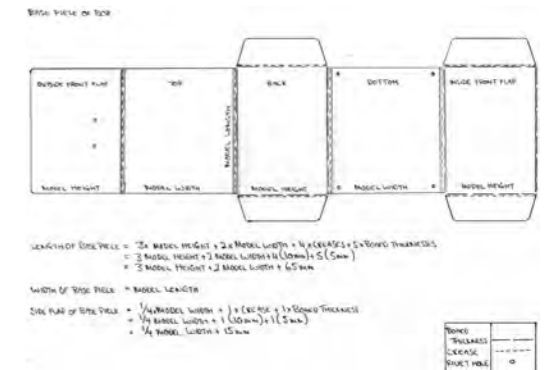 BASE PIECE OF BOX
OUTSIDE FRONT FLAP
TOP
BACK
BOTTOM
INSIDE FRONT FLAP
MODEL LENGTH
MODEL HEIGHT
MODEL WIDTH
MODEL HEIGHT
MODEL WIDTH
MODEL HEIGHT
LENGTH OF BASE PIECE = 3x MODEL HEIGHT + 2x MODEL WIDTH + 4 x CREASES + 5x BOARD THICKNESSES
= 3 MODEL HEIGHT + 2 MODEL WIDTH + 4(10mm) + 5(5mm)
= 3 MODEL HEIGHT + 2 MODEL WIDTH + 65mm
WIDTH OF BASE PIECE = MODEL LENGTH
SIDE FLAP OF BASE PIECE = 1/4 x MODEL WIDTH + 1 x CREASE + 1x BOARD THICKNESS
= 1/4 MODEL WIDTH + 1(10mm) + 1(5mm)
= 1/4 MODEL WIDTH + 15mm
BOARD
THICKNESS
CREASE
RIVET HOLE